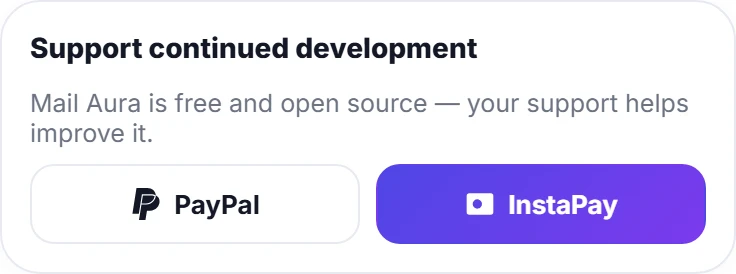 Support continued development
Mail Aura is free and open source — your support helps
improve it.
PayPal
InstaPay